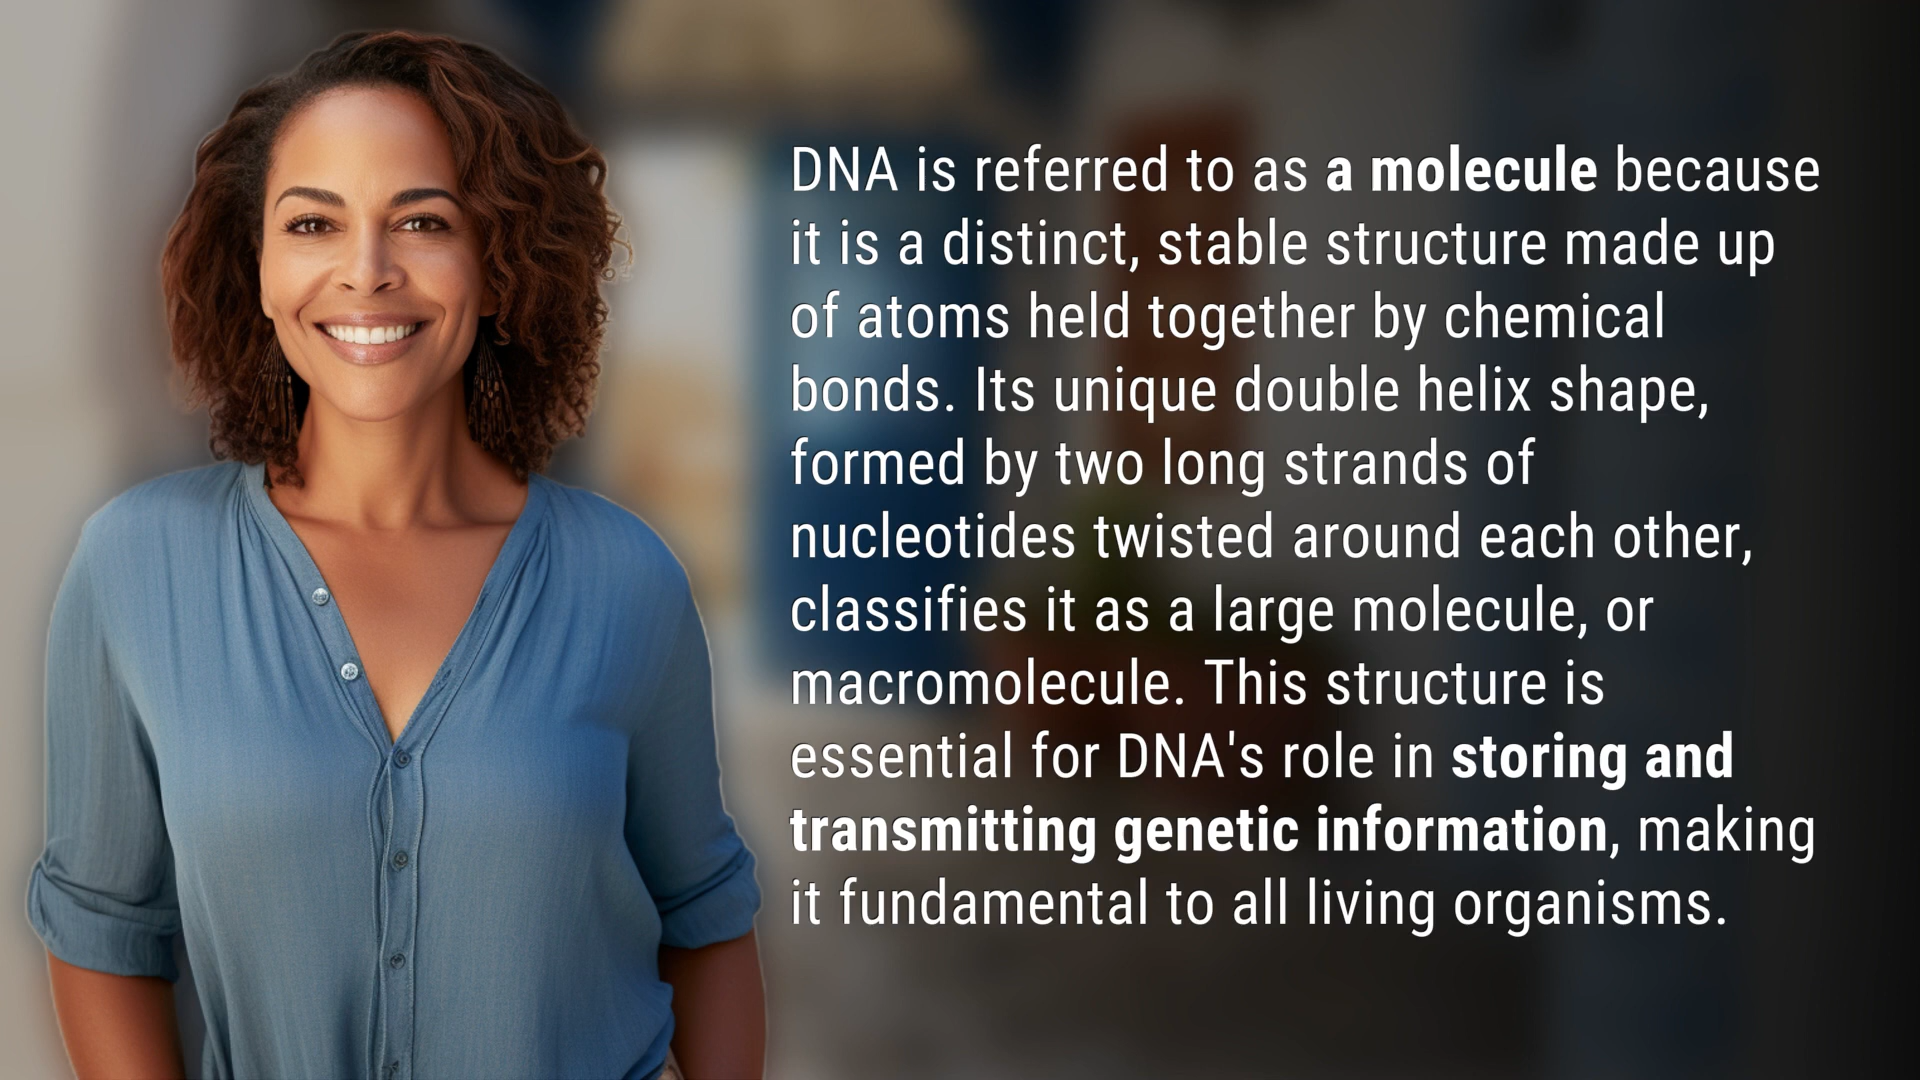 DNA is referred to as a molecule because
it is a distinct, stable structure made up
of atoms held together by chemical
bonds. Its unique double helix shape,
formed by two long strands of
nucleotides twisted around each other,
classifies it as a large molecule, or
macromolecule. This structure is
essential for DNA's role in storing and
transmitting genetic information, making
it fundamental to all living organisms.